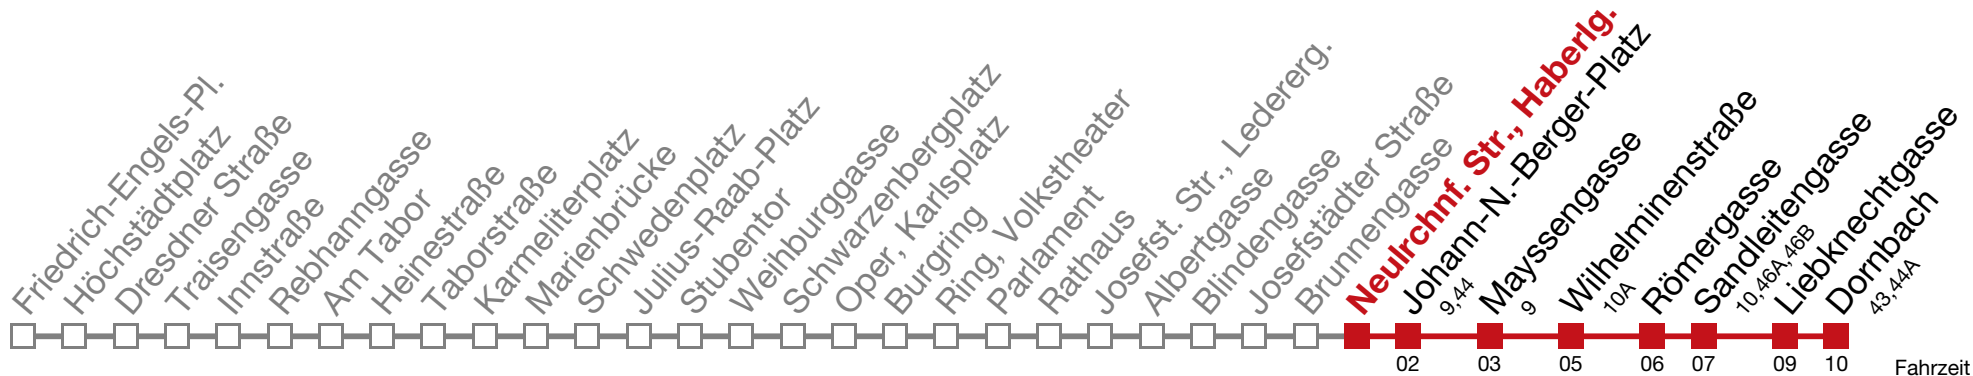 Friedrich-Engels-Pl.
Höchstädtplatz
Dresdner Straße
Traisengasse
Innstraße
Rebhanngasse
Am Tabor
Heinestraße
Taborstraße
Karmeliterplatz
Marienbrücke
Schwedenplatz
Julius-Raab-Platz
Stubentor
Weihburggasse
Schwarzenbergplatz
Oper, Karlsplatz
Burgring
Ring, Volkstheater
Parlament
Rathaus
Josefst. Str., Ledererg.
Albertgasse
Blindengasse
Josefstädter Straße
Brunnengasse
Neulrchnf. Str., Haberlg.
Johann-N.-Berger-Platz
9,44
Mayssengasse
9
Wilhelminenstraße
10A
Römergasse
Sandleitengasse
10,46A,46B
Liebknechtgasse
Dornbach
43,44A
02 03 05 06 07 09 10 Fahrzeit